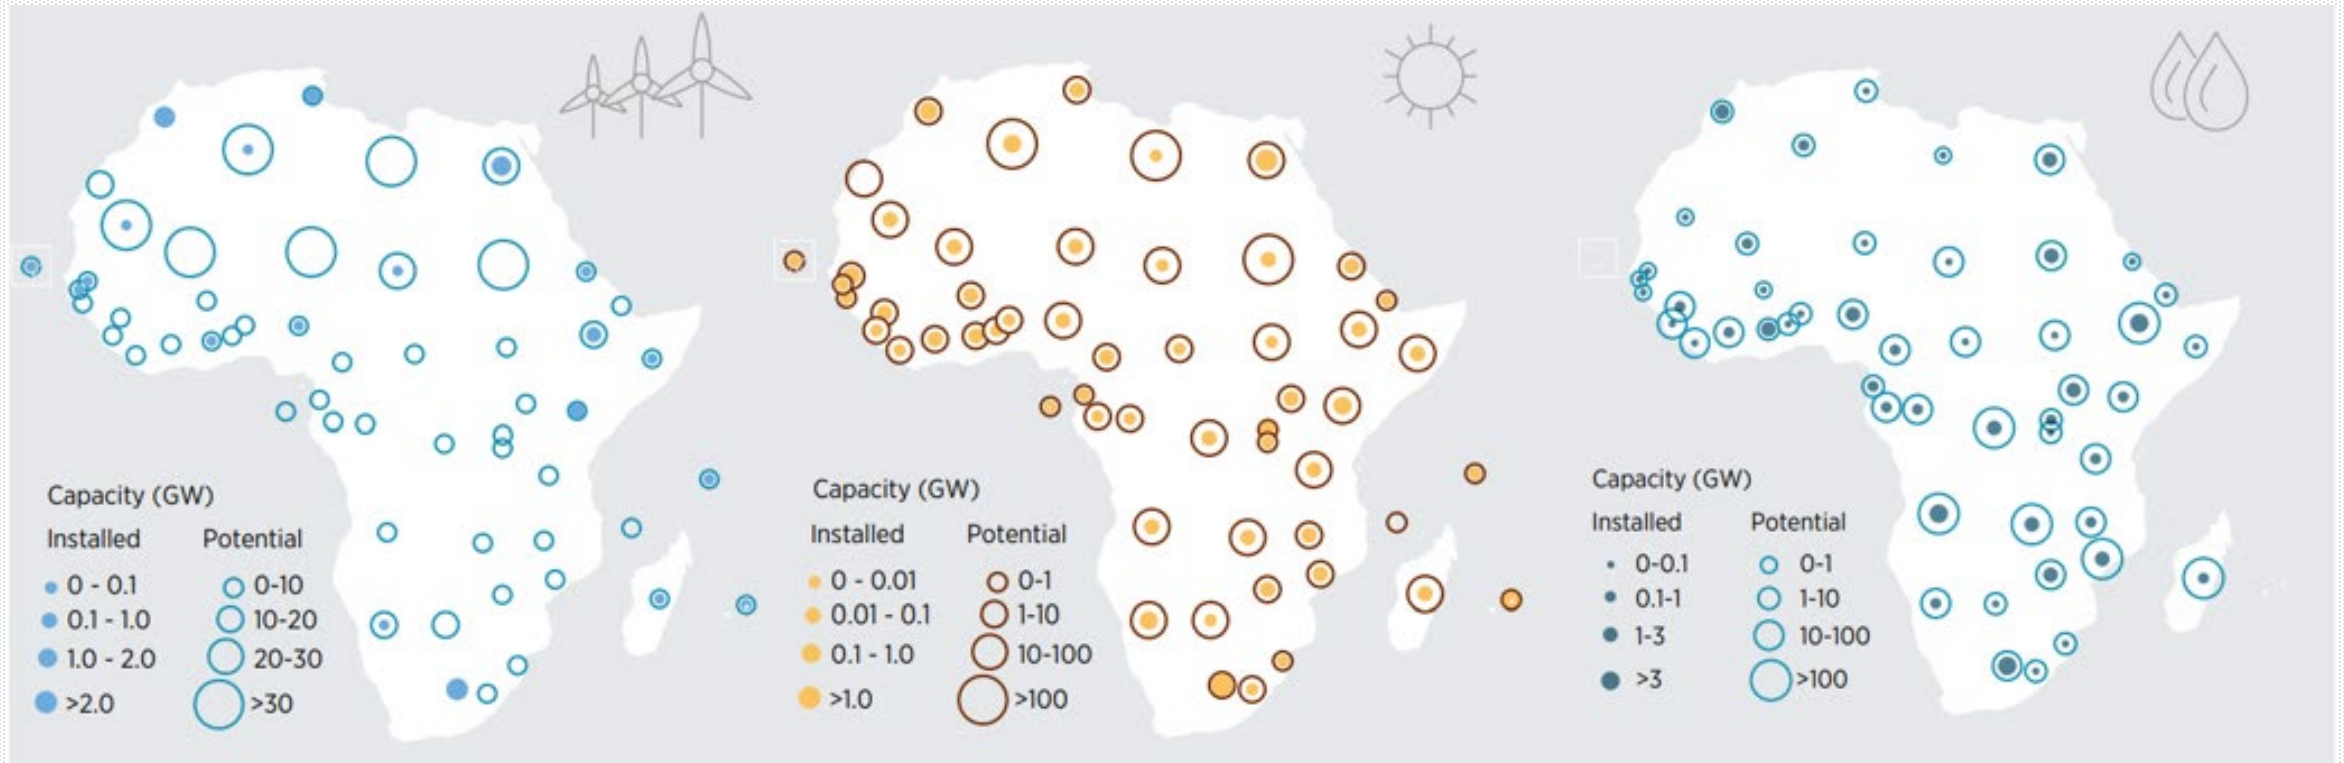 Capacity (GW)
Installed Potential
0 - 0.1 0-10
0.1 - 1.0 10-20
1.0 - 2.0 20-30
>2.0 >30
Capacity (GW)
Installed Potential
0 - 0.01 0-1
0.01 - 0.1 1-10
0.1 - 1.0 10-100
>1.0 >100
Capacity (GW)
Installed Potential
0-0.1 0-1
0.1-1 1-10
1-3 10-100
>3 >100